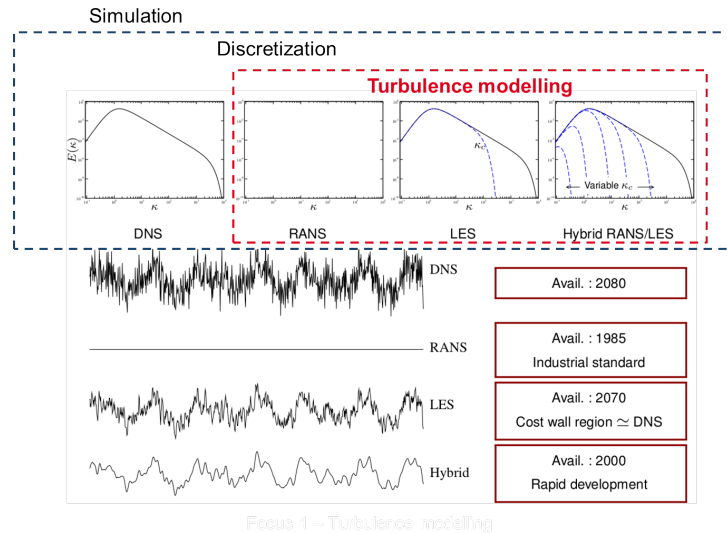 Simulation
Discretization
Turbulence modelling
E(κ)
κc
Variable κc
κ κ κ κ
DNS RANS LES Hybrid RANS/LES
DNS
Avail. : 2080
RANS
Avail. : 1985
Industrial standard
LES
Avail. : 2070
Cost wall region ≃ DNS
Hybrid
Avail. : 2000
Rapid development
Focus 1 – Turbulence modelling